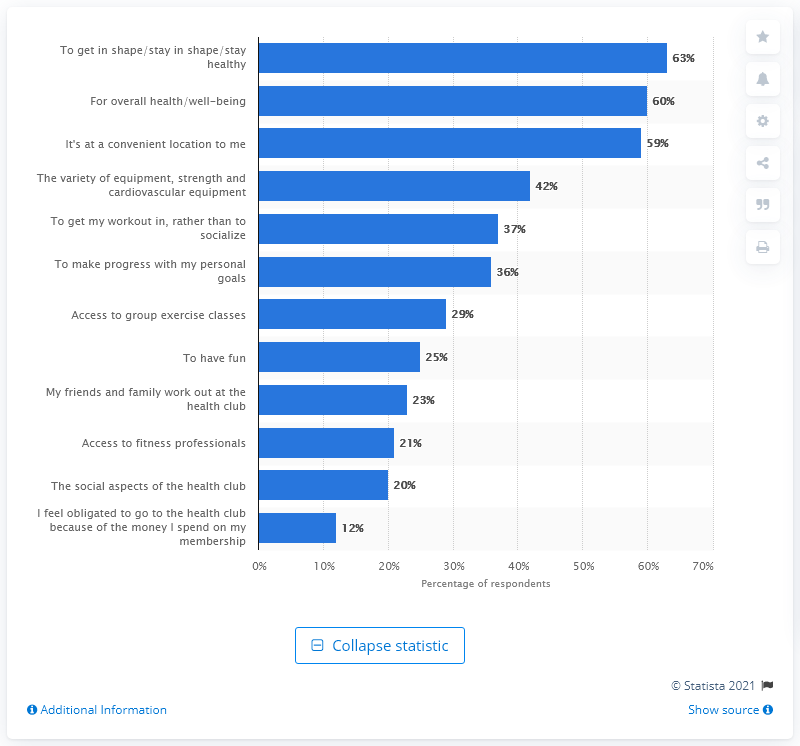 To get in shape/stay in shape/stay
healthy
63%
For overall health/well-being
60%
It's at a convenient location to me
59%
The variety of equipment, strength and
cardiovascular equipment
42%
To get my workout in, rather than to
socialize
37%
To make progress with my personal
goals
36%
Access to group exercise classes
29%
To have fun
25%
My friends and family work out at the
health club
23%
Access to fitness professionals
21%
The social aspects of the health club
20%
I feel obligated to go to the health club
because of the money I spend on my
membership
12%
0% 10% 20% 30% 40% 50% 60% 70%
Percentage of respondents
Collapse statistic
© Statista 2021
Additional Information
Show source